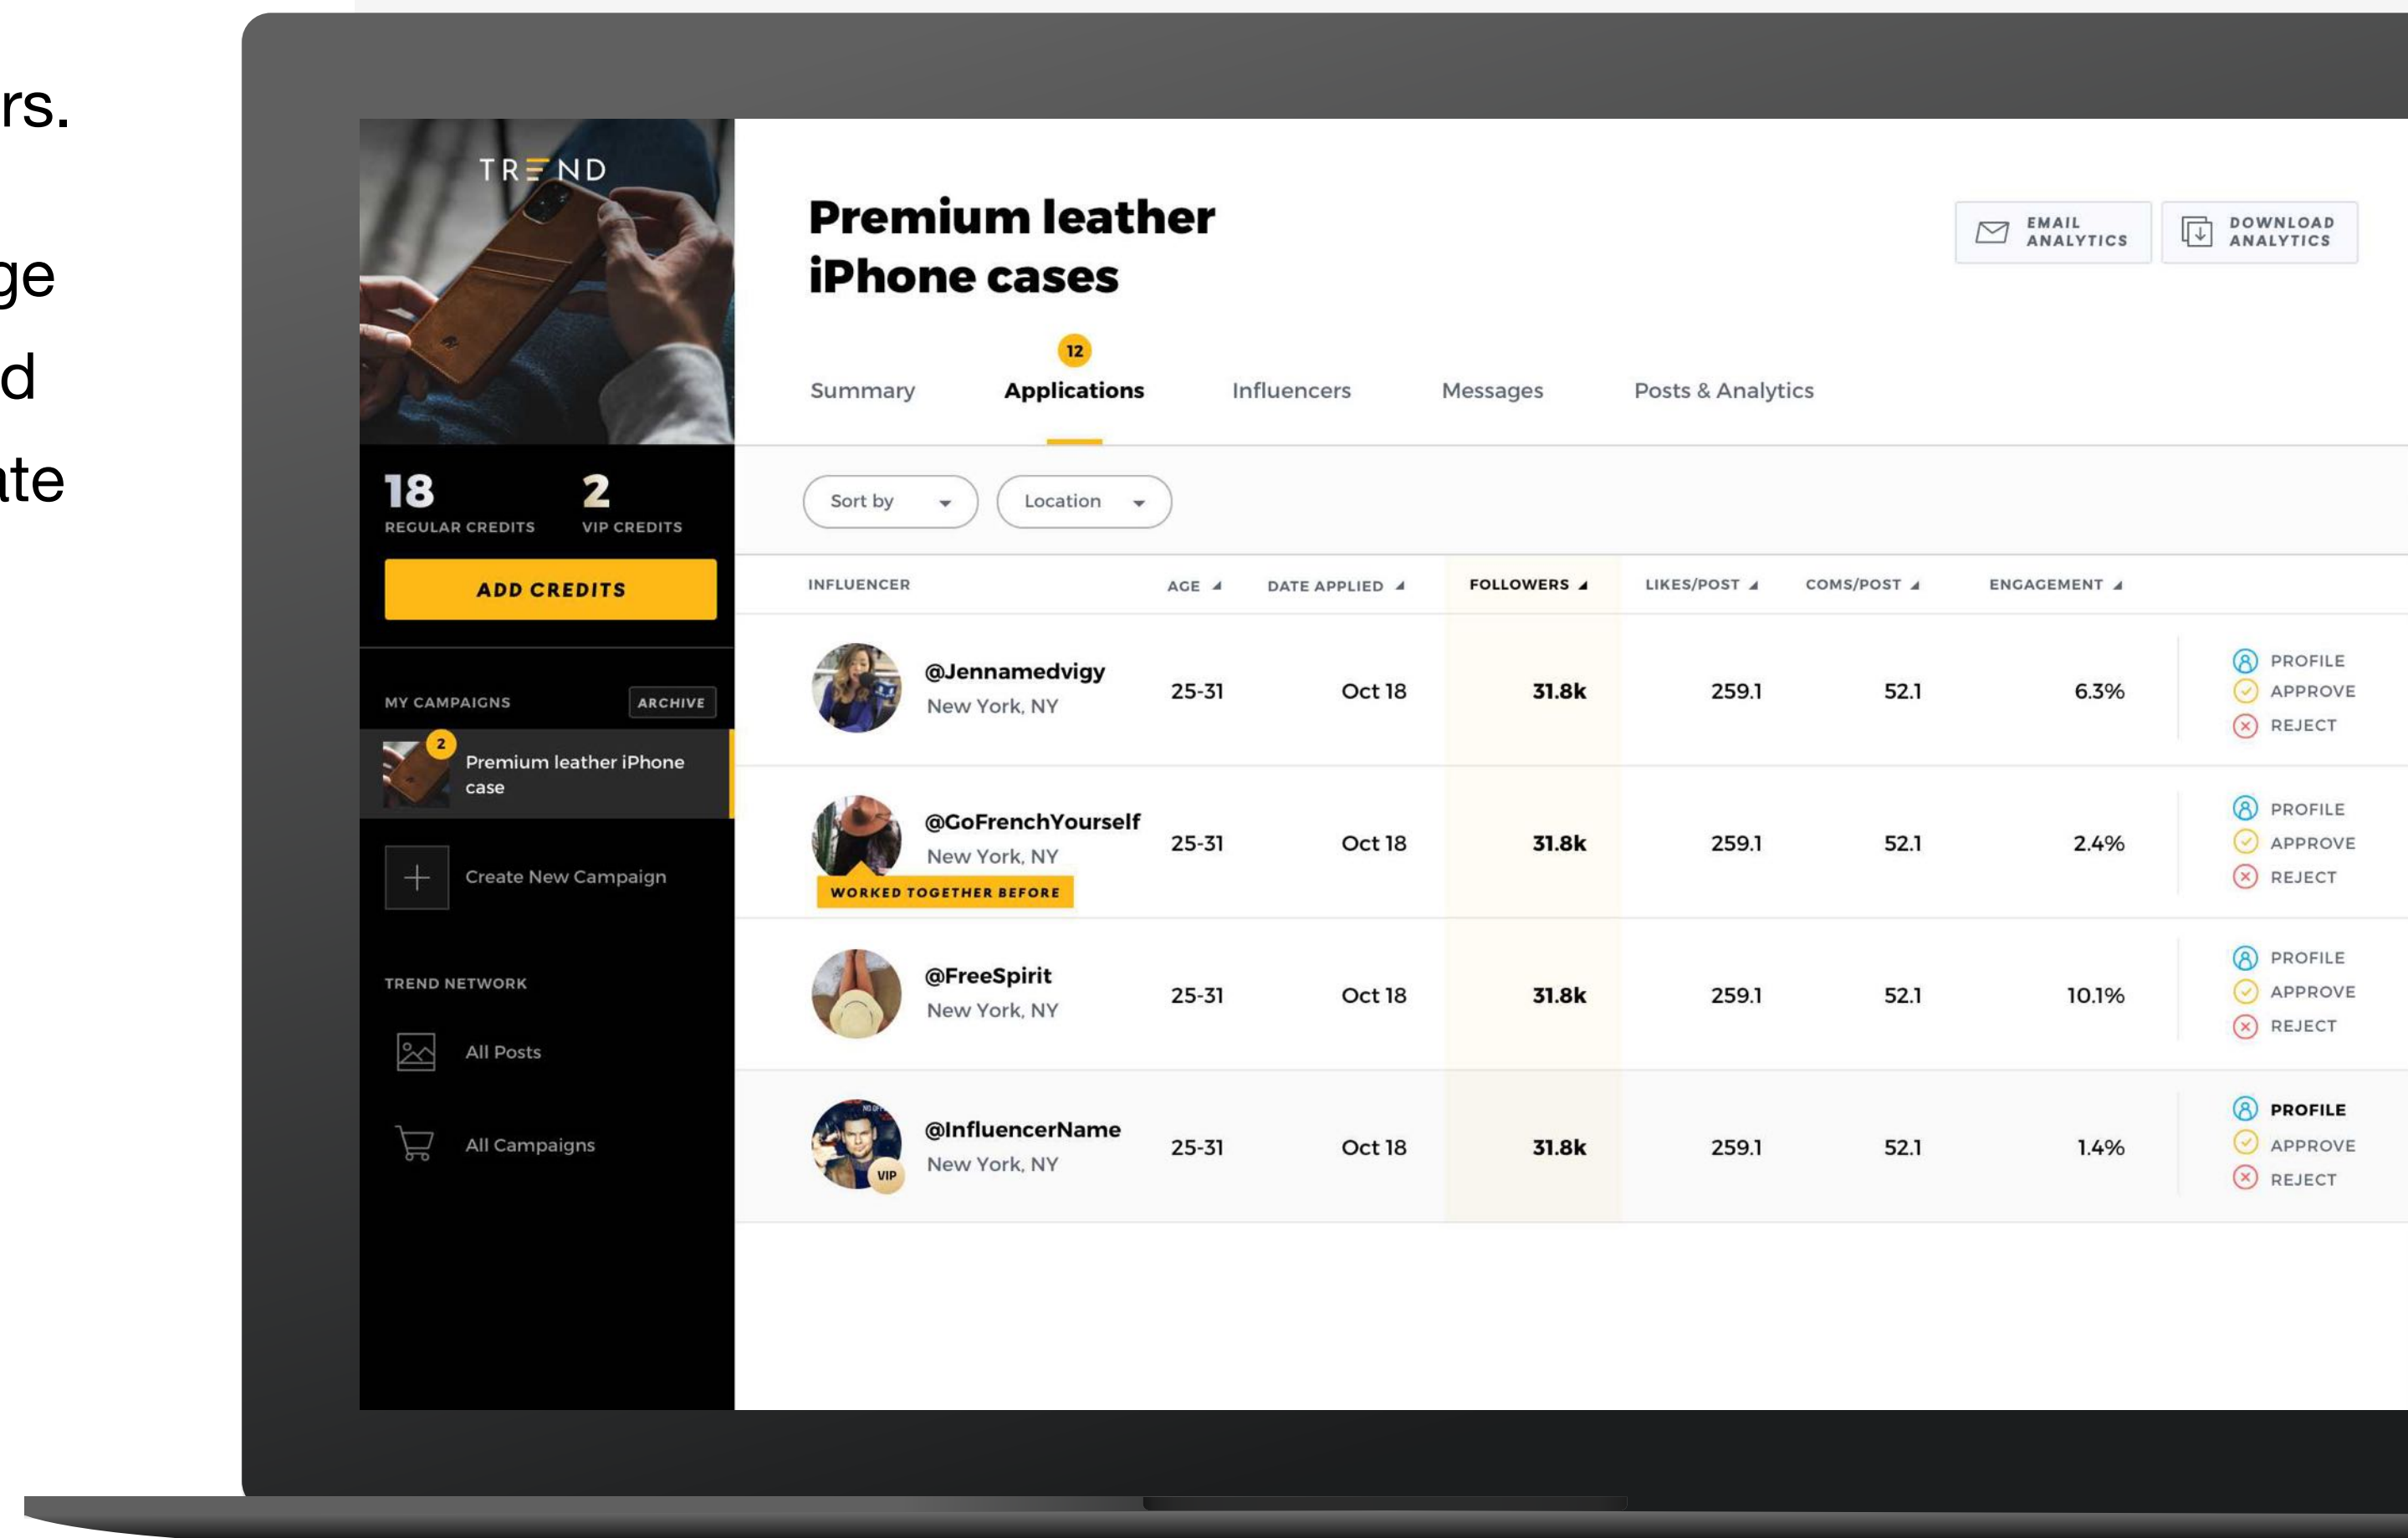 rs.
ge
d
ate
TREND
18
REGULAR CREDITS
2
VIP CREDITS
ADD CREDITS
MY CAMPAIGNS
ARCHIVE
2
Premium leather iPhone
case
Create New Campaign
TREND NETWORK
All Posts
All Campaigns
Premium leather
iPhone cases
EMAIL
ANALYTICS
DOWNLOAD
ANALYTICS
12
Summary Applications Influencers Messages Posts & Analytics
Sort by Location
INFLUENCER AGE DATE APPLIED FOLLOWERS LIKES/POST COMS/POST ENGAGEMENT
@Jennamedvigy
New York, NY
25-31 Oct 18 31.8k 259.1 52.1 6.3%
PROFILE
APPROVE
REJECT
@GoFrenchYourself
New York, NY
WORKED TOGETHER BEFORE
25-31 Oct 18 31.8k 259.1 52.1 2.4%
PROFILE
APPROVE
REJECT
@FreeSpirit
New York, NY
25-31 Oct 18 31.8k 259.1 52.1 10.1%
PROFILE
APPROVE
REJECT
VIP
@InfluencerName
New York, NY
25-31 Oct 18 31.8k 259.1 52.1 1.4%
PROFILE
APPROVE
REJECT